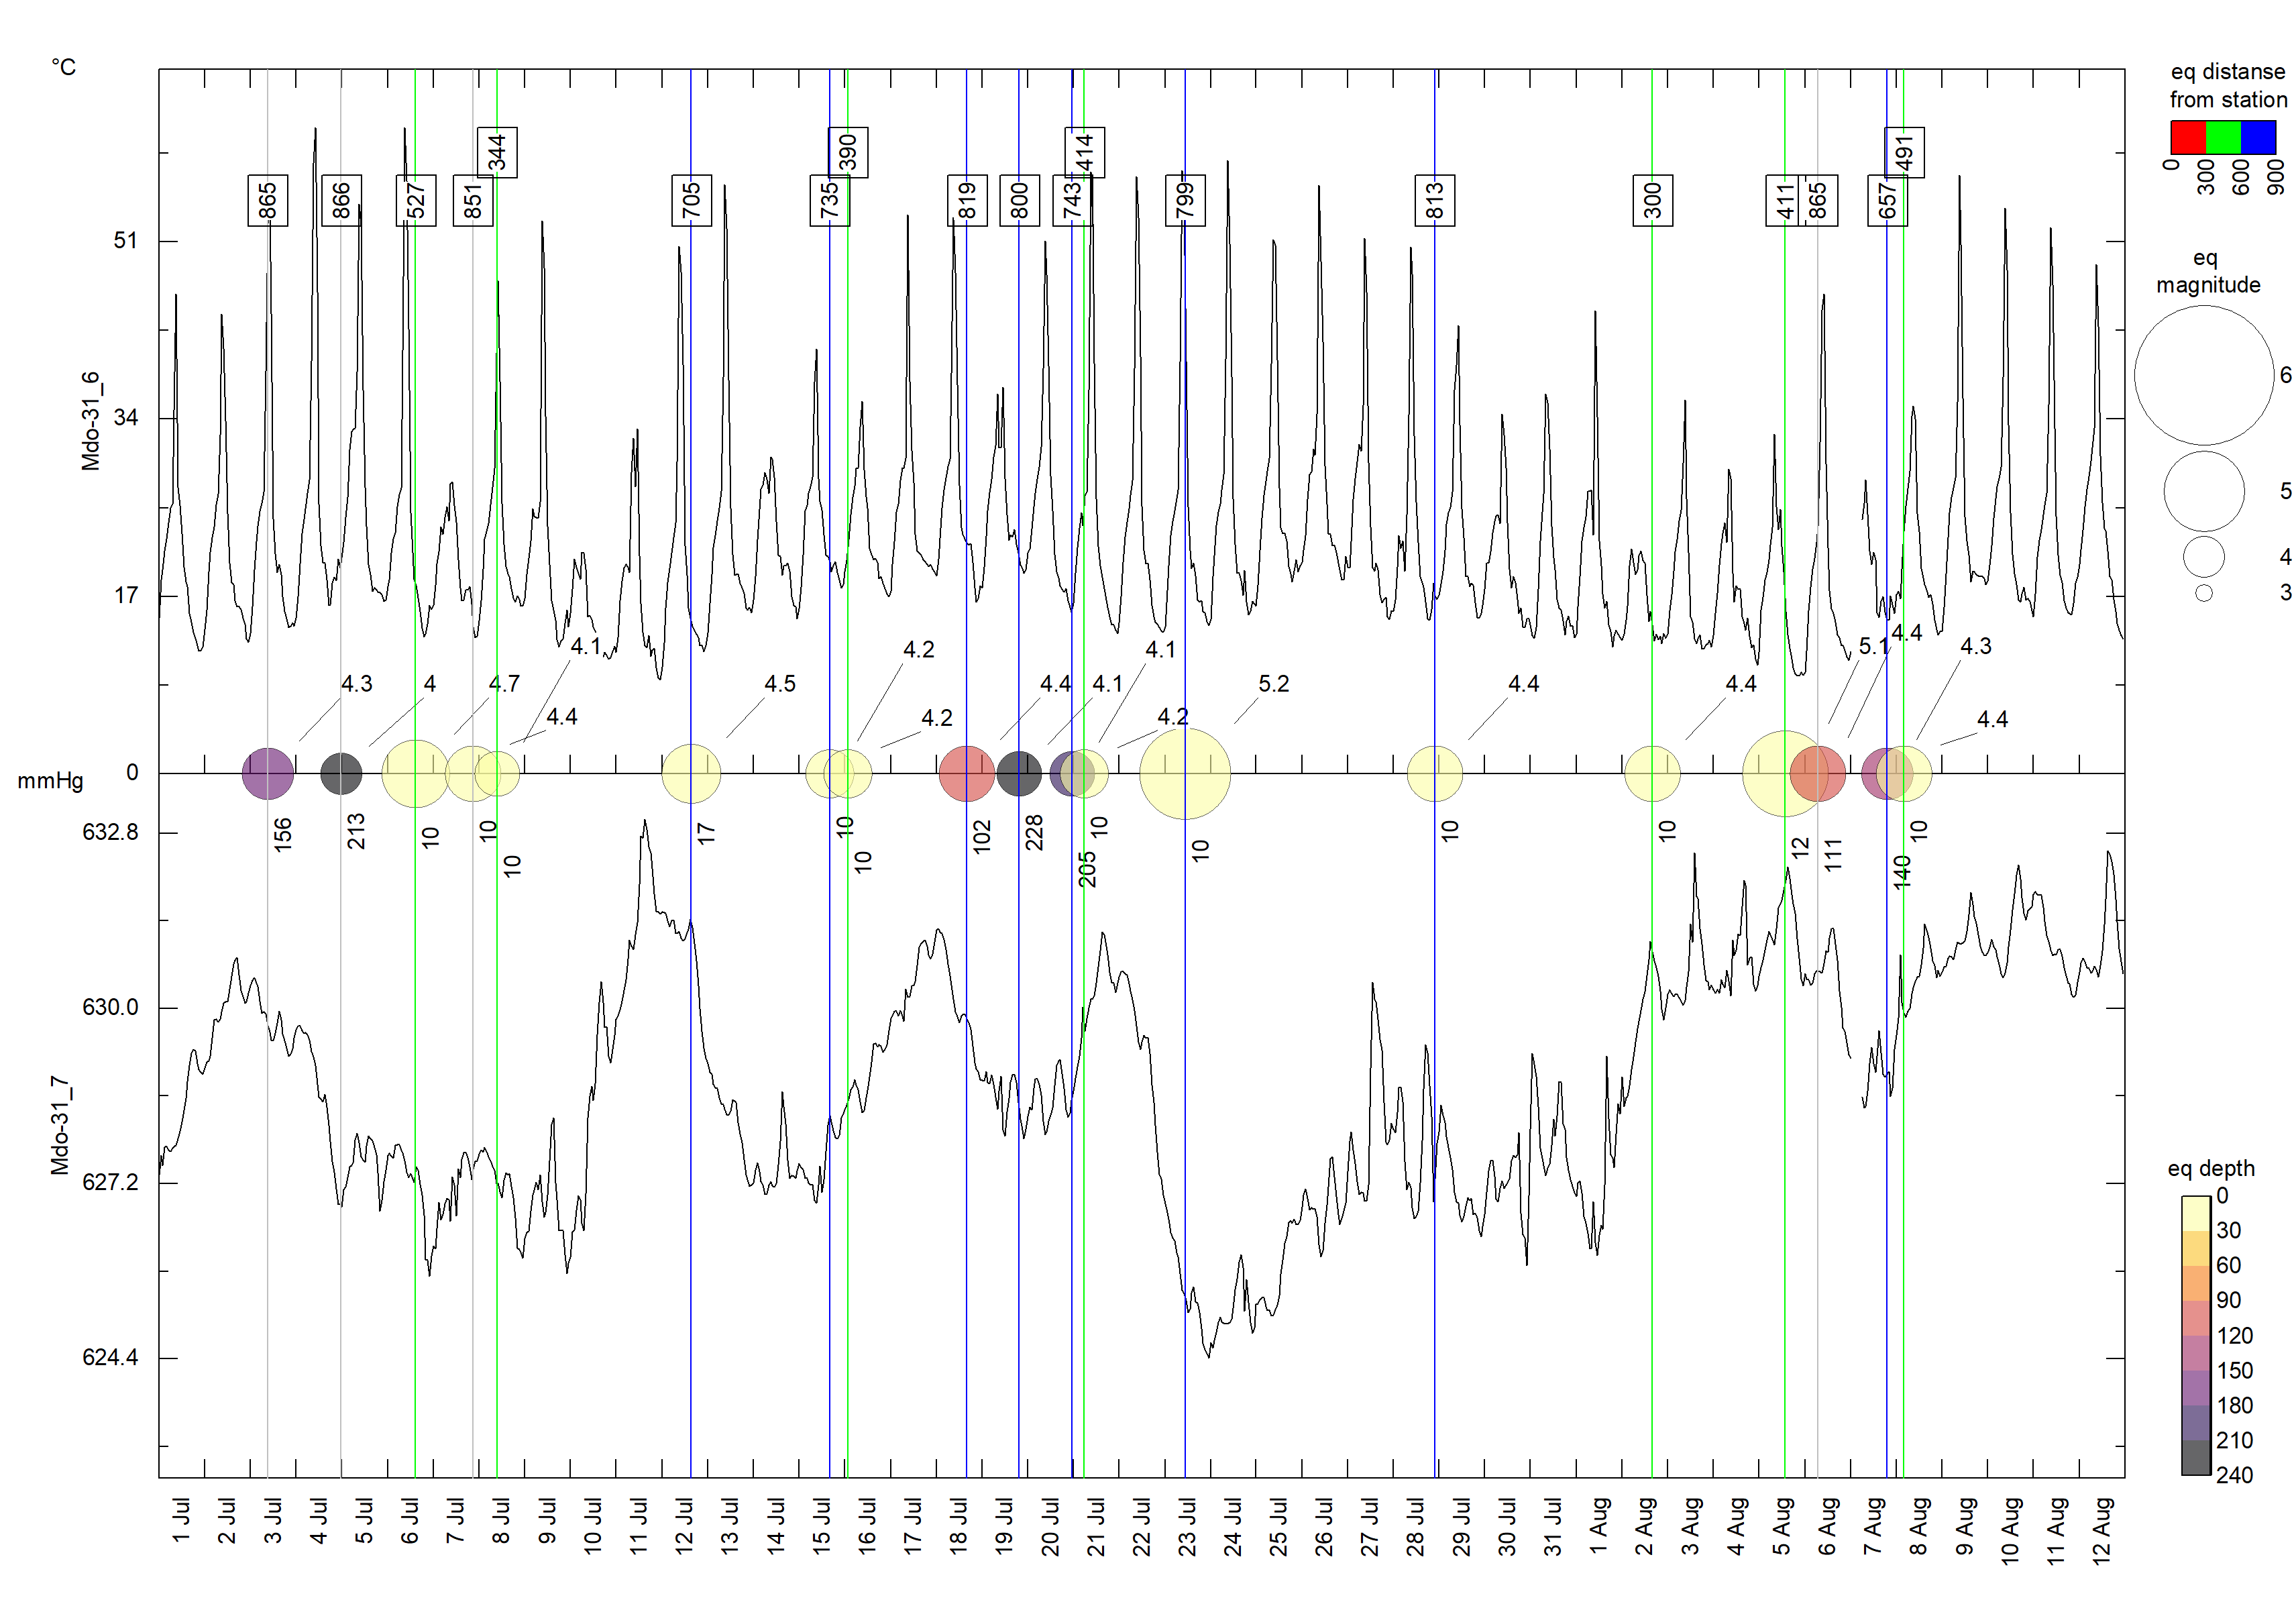 °C
eq distanse
from station
0
300
600
900
344
390
414
491
865
866
527
851
705
735
819
800
743
799
813
300
411
865
657
51
34
17
0
Mdo-31_6
eq
magnitude
6
5
4
3
4.3
4
4.7
4.4
4.1
4.5
4.2
4.2
4.4
4.1
4.1
4.2
5.2
4.4
4.4
5.1
4.4
4.3
4.4
mmHg
156
213
10
10
10
17
10
10
102
228
205
10
10
10
10
12
111
140
10
632.8
630.0
627.2
624.4
Mdo-31_7
eq depth
0
30
60
90
120
150
180
210
240
1 Jul
2 Jul
3 Jul
4 Jul
5 Jul
6 Jul
7 Jul
8 Jul
9 Jul
10 Jul
11 Jul
12 Jul
13 Jul
14 Jul
15 Jul
16 Jul
17 Jul
18 Jul
19 Jul
20 Jul
21 Jul
22 Jul
23 Jul
24 Jul
25 Jul
26 Jul
27 Jul
28 Jul
29 Jul
30 Jul
31 Jul
1 Aug
2 Aug
3 Aug
4 Aug
5 Aug
6 Aug
7 Aug
8 Aug
9 Aug
10 Aug
11 Aug
12 Aug